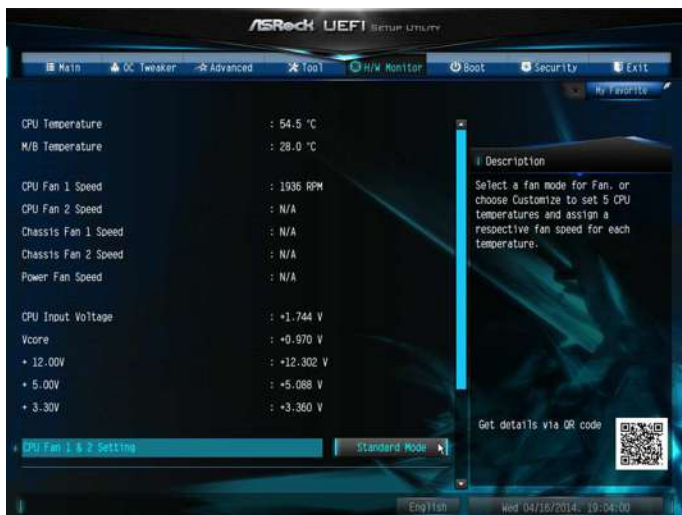 ASRock UEFI SETUP UTILITY
Main OC Tweaker Advanced Tool H/W Monitor Boot Security Exit
My Favorite
CPU Temperature : 54.5 °C
M/B Temperature : 28.0 °C
CPU Fan 1 Speed : 1936 RPM
CPU Fan 2 Speed : N/A
Chassis Fan 1 Speed : N/A
Chassis Fan 2 Speed : N/A
Power Fan Speed : N/A
CPU Input Voltage : +1.744 V
Vcore : +0.970 V
+ 12.00V : +12.302 V
+ 5.00V : +5.088 V
+ 3.30V : +3.360 V
CPU Fan 1 & 2 Setting Standard Mode
Description
Select a fan mode for Fan, or
choose Customize to set 5 CPU
temperatures and assign a
respective fan speed for each
temperature.
Get details via QR code
English
Wed 04/16/2014, 19:04:00